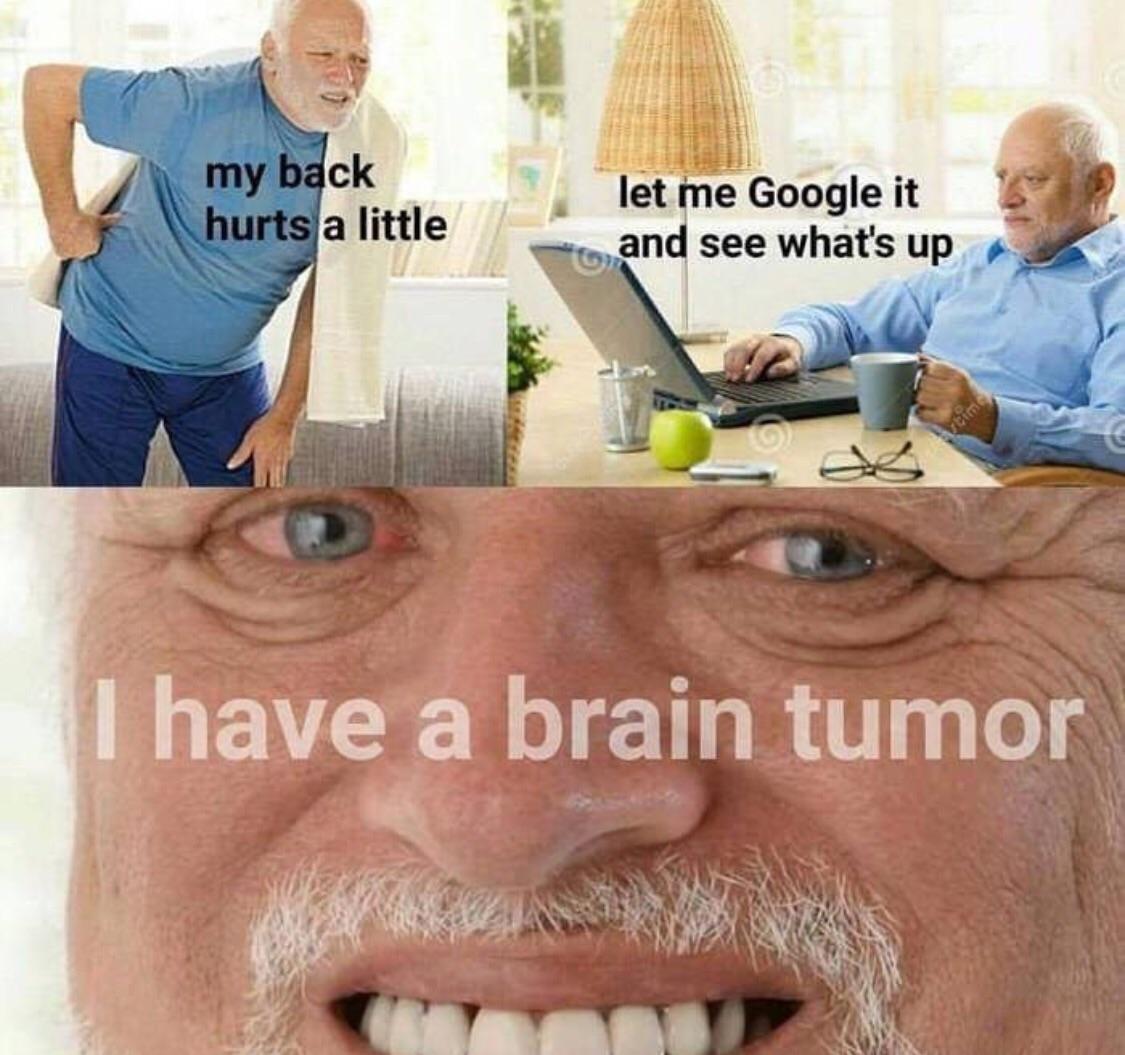 my back
hurts a little
let me Google it
and see what's up
I have a brain tumor